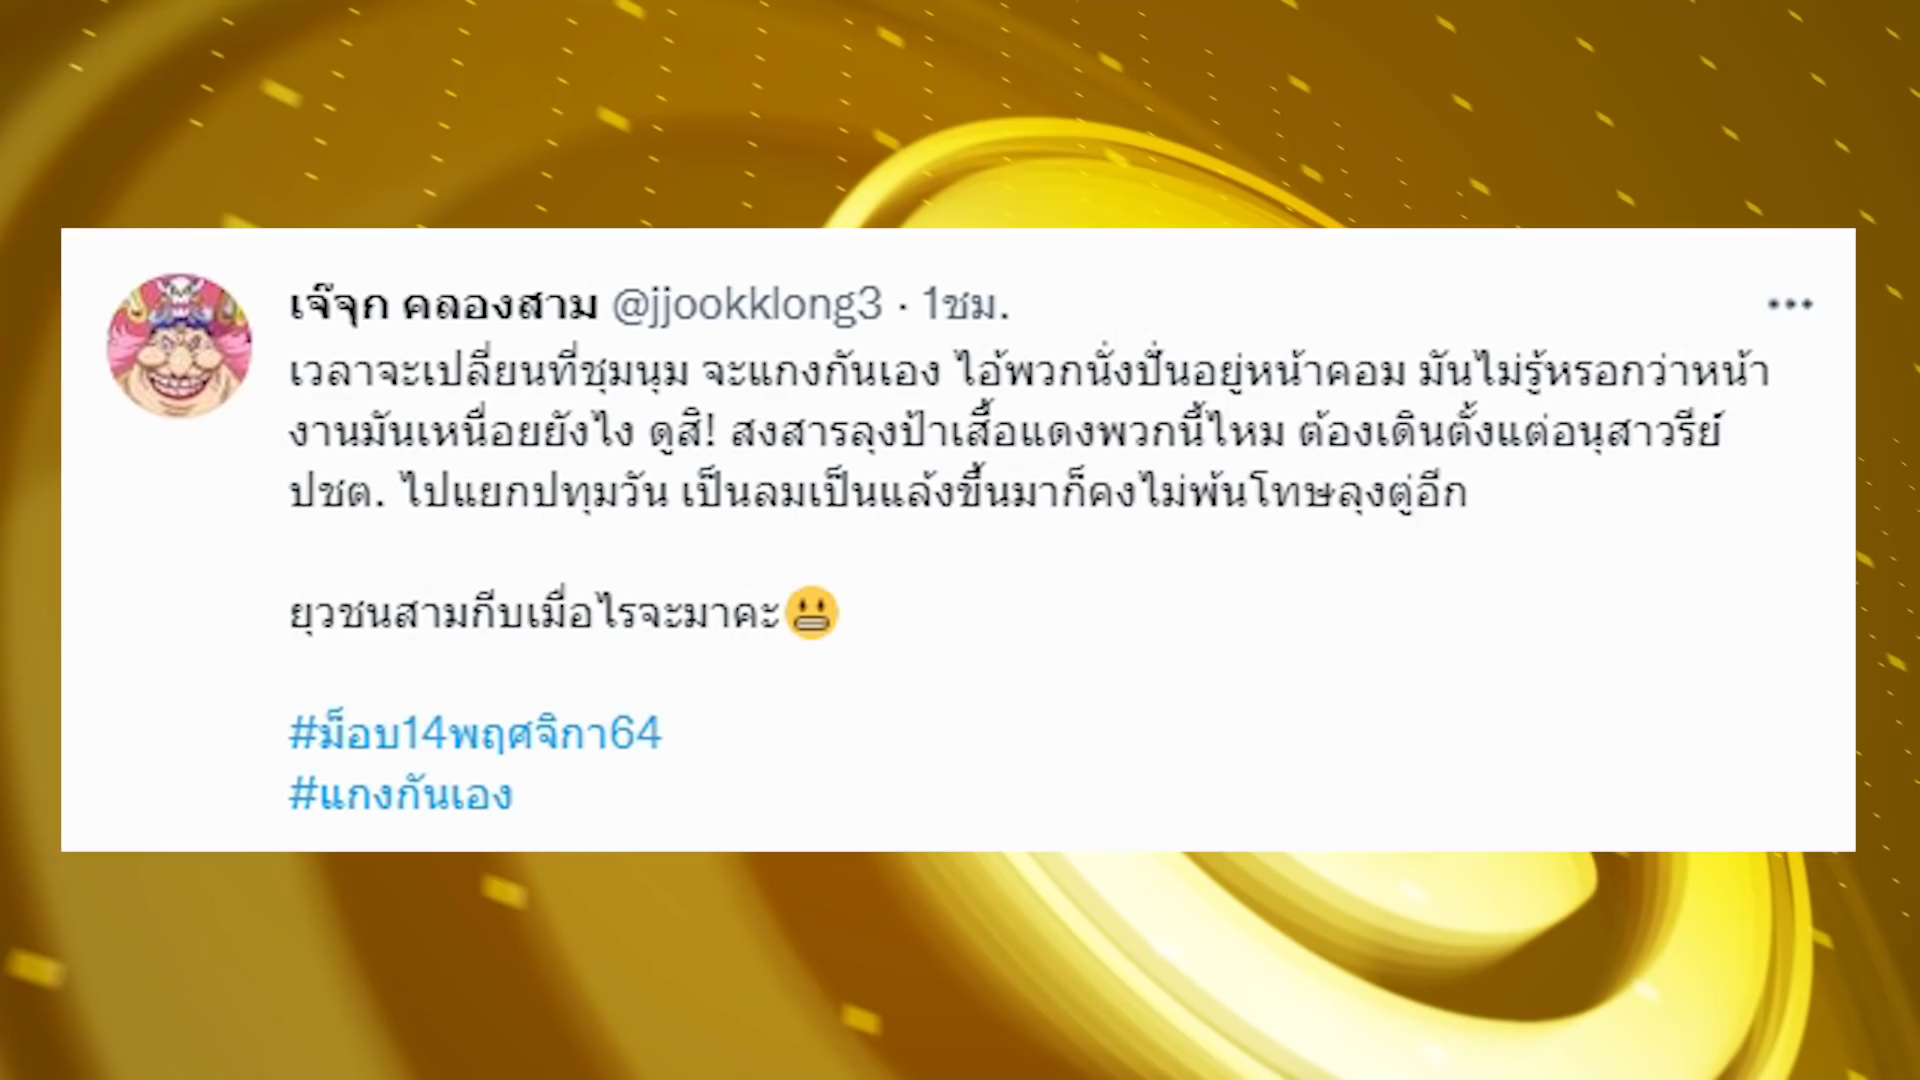 เจ๊จุก คลองสาม @jjookklong3 · 1ชม.
เวลาจะเปลี่ยนที่ชุมนุม จะแกงกันเอง ไอ้พวกนั่งปั่นอยู่หน้าคอม มันไม่รู้หรอกว่าหน้า
งานมันเหนื่อยยังไง ดูสิ! สงสารลุงป้าเสื้อแดงพวกนี้ไหม ต้องเดินตั้งแต่อนุสาวรีย์
ปชต. ไปแยกปทุมวัน เป็นลมเป็นแล้งขึ้นมาก็คงไม่พ้นโทษลุงตู่อีก
ยุวชนสามกีบเมื่อไรจะมาคะ😬
#ม็อบ14พฤศจิกา64
#แกงกันเอง